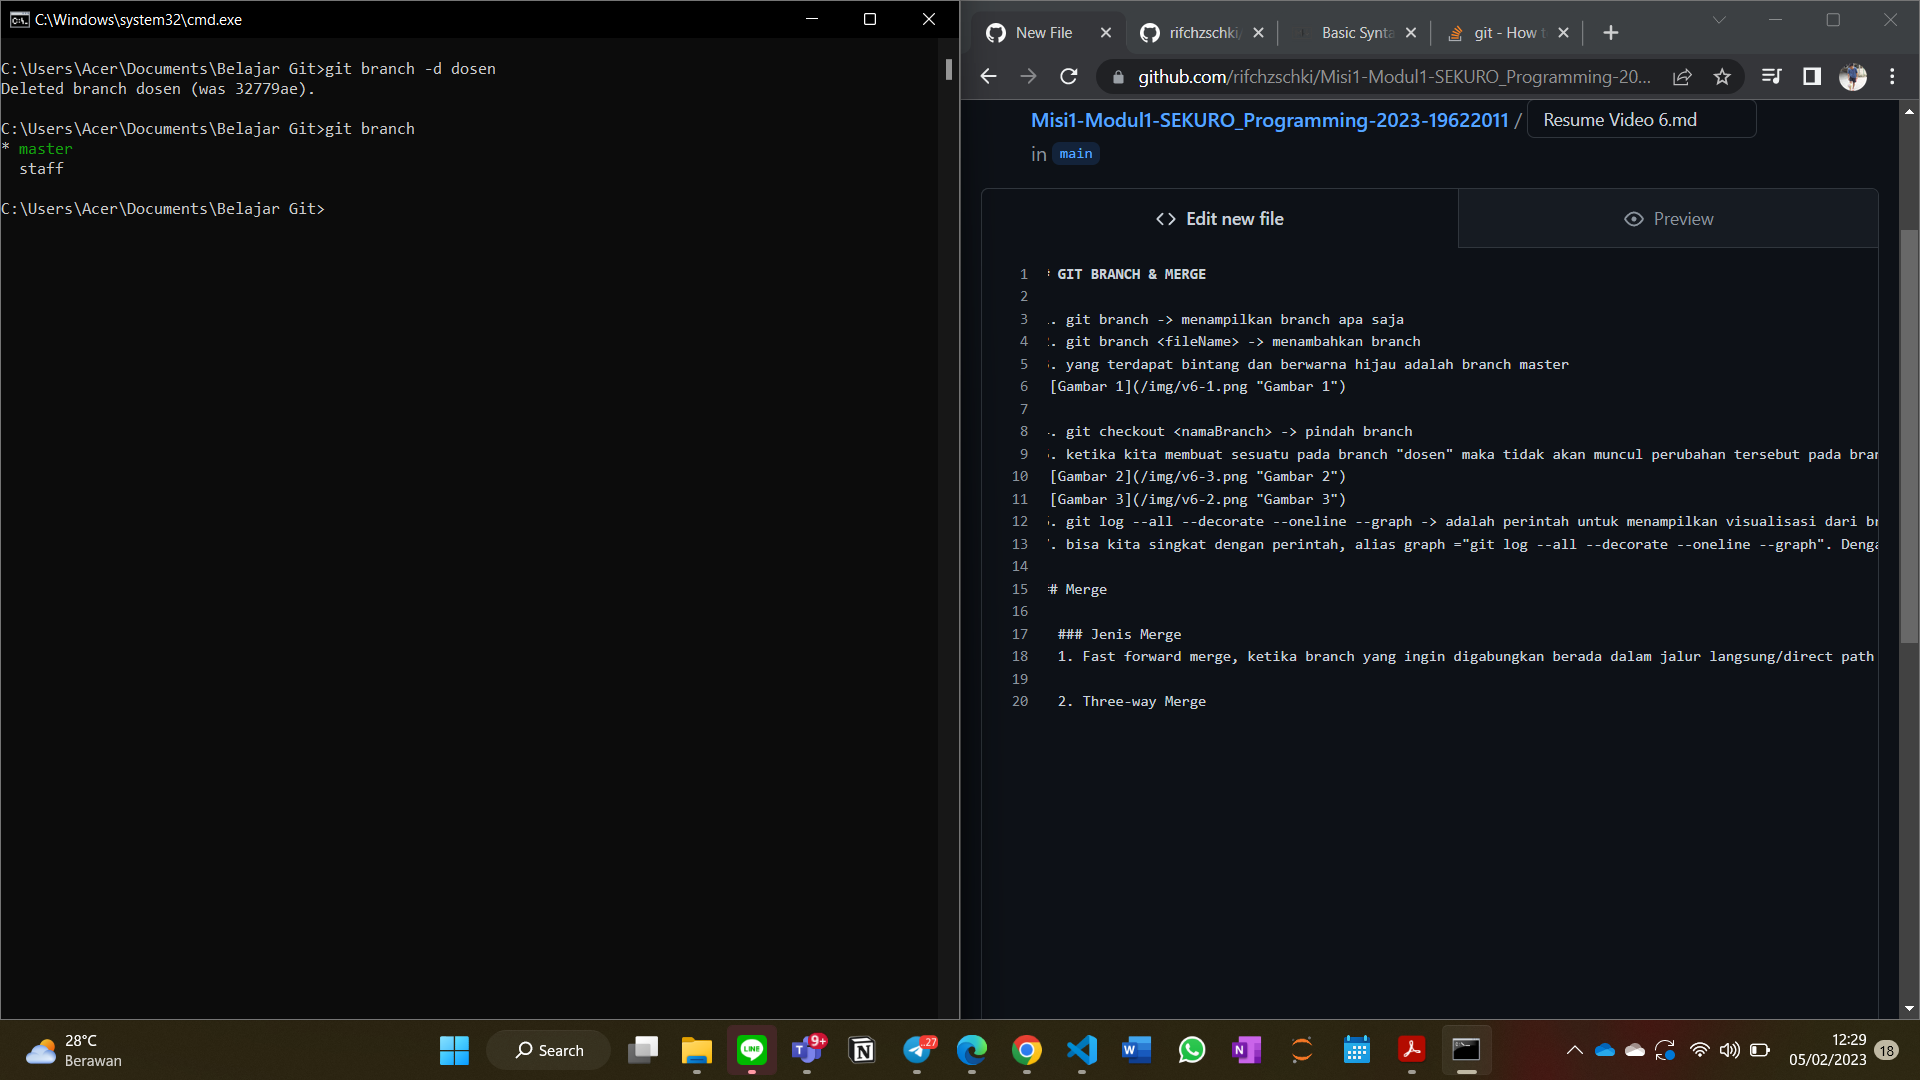 C:\Windows\system32\cmd.exe
C:\Users\Acer\Documents\Belajar Git>git branch -d dosen
Deleted branch dosen (was 32779ae).
C:\Users\Acer\Documents\Belajar Git>git branch
* master
staff
C:\Users\Acer\Documents\Belajar Git>
New File
rifchzschki/
Basic Synta
git - How t
github.com/rifchzschki/Misi1-Modul1-SEKURO_Programming-20...
Misi1-Modul1-SEKURO_Programming-2023-19622011 / Resume Video 6.md
in main
<> Edit new file
Preview
1 GIT BRANCH & MERGE
2
3 . git branch -> menampilkan branch apa saja
4 . git branch <fileName> -> menambahkan branch
5 . yang terdapat bintang dan berwarna hijau adalah branch master
6 [Gambar 1](/img/v6-1.png "Gambar 1")
7
8 . git checkout <namaBranch> -> pindah branch
9 . ketika kita membuat sesuatu pada branch "dosen" maka tidak akan muncul perubahan tersebut pada bran
10 [Gambar 2](/img/v6-3.png "Gambar 2")
11 [Gambar 3](/img/v6-2.png "Gambar 3")
12 . git log --all --decorate --oneline --graph -> adalah perintah untuk menampilkan visualisasi dari br
13 . bisa kita singkat dengan perintah, alias graph ="git log --all --decorate --oneline --graph". Denga
14
15 # Merge
16
17 ### Jenis Merge
18 1. Fast forward merge, ketika branch yang ingin digabungkan berada dalam jalur langsung/direct path
19
20 2. Three-way Merge
28°C
Berawan
Search
LINE
9+
27
12:29
05/02/2023
18